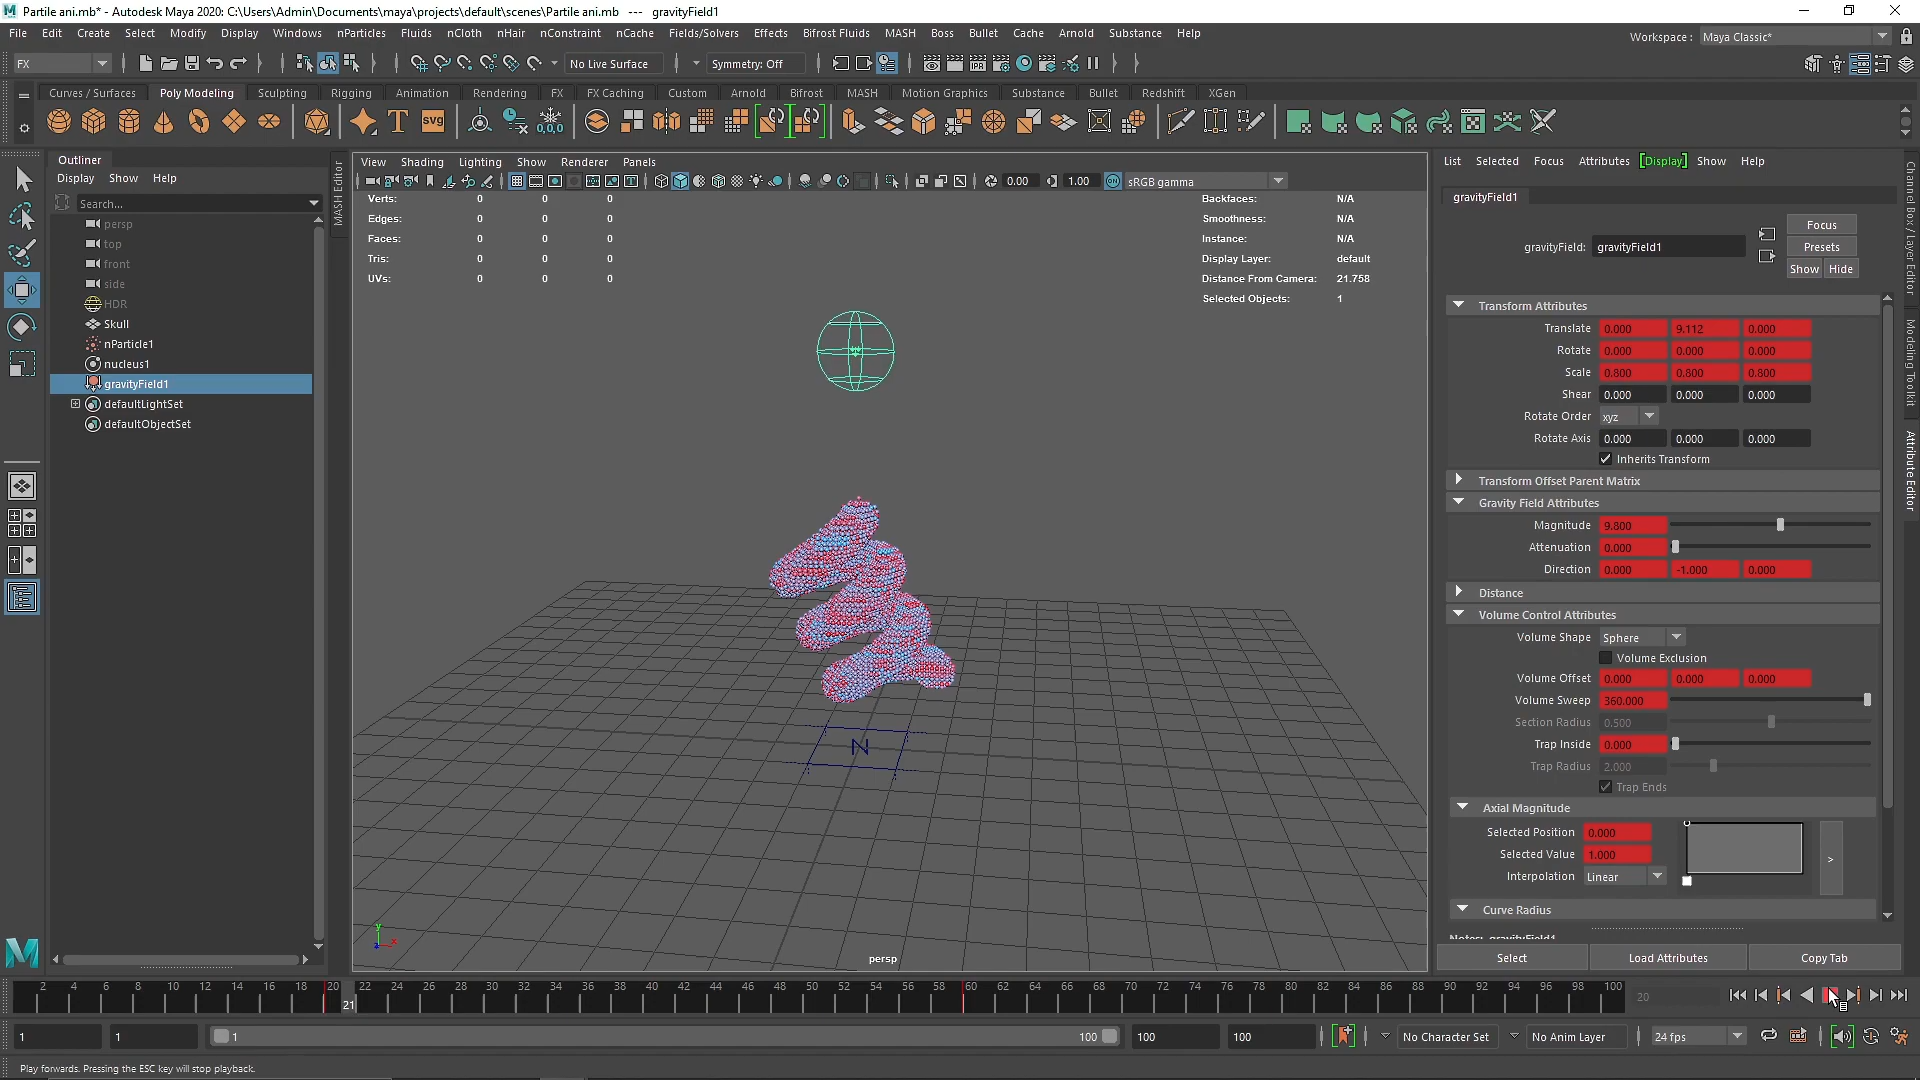 Partile ani.mb* - Autodesk Maya 2020: C:\Users\Admin\Documents\maya\projects\default\scenes\Partile ani.mb --- gravityField1
File Edit Create Select Modify Display Windows nParticles Fluids nCloth nHair nConstraint nCache Fields/Solvers Effects Bifrost Fluids MASH Boss Bullet Cache Arnold Substance Help
Workspace : Maya Classic*
FX
No Live Surface
Symmetry: Off
Curves / Surfaces Poly Modeling Sculpting Rigging Animation Rendering FX FX Caching Custom Arnold Bifrost MASH Motion Graphics Substance Bullet Redshift XGen
Outliner
Display Show Help
Search...
persp
top
front
side
HDR
Skull
nParticle1
nucleus1
gravityField1
defaultLightSet
defaultObjectSet
MASH Editor
View Shading Lighting Show Renderer Panels
0.00 1.00 ON sRGB gamma
Verts: 0 0 0
Edges: 0 0 0
Faces: 0 0 0
Tris: 0 0 0
UVs: 0 0 0
Backfaces: N/A
Smoothness: N/A
Instance: N/A
Display Layer: default
Distance From Camera: 21.758
Selected Objects: 1
N
y
x
z
persp
List Selected Focus Attributes Display Show Help
gravityField1
gravityField: gravityField1
Focus
Presets
Show Hide
Transform Attributes
Translate 0.000 9.112 0.000
Rotate 0.000 0.000 0.000
Scale 0.800 0.800 0.800
Shear 0.000 0.000 0.000
Rotate Order xyz
Rotate Axis 0.000 0.000 0.000
Inherits Transform
Transform Offset Parent Matrix
Gravity Field Attributes
Magnitude 9.800
Attenuation 0.000
Direction 0.000 -1.000 0.000
Distance
Volume Control Attributes
Volume Shape Sphere
Volume Exclusion
Volume Offset 0.000 0.000 0.000
Volume Sweep 360.000
Section Radius 0.500
Trap Inside 0.000
Trap Radius 2.000
Trap Ends
Axial Magnitude
Selected Position 0.000
Selected Value 1.000
Interpolation Linear
>
Curve Radius
Notes: gravityField1
Select Load Attributes Copy Tab
Channel Box / Layer Editor
Modeling Toolkit
Attribute Editor
2 4 6 8 10 12 14 16 18 20 22 24 26 28 30 32 34 36 38 40 42 44 46 48 50 52 54 56 58 60 62 64 66 68 70 72 74 76 78 80 82 84 86 88 90 92 94 96 98 100
21
20
1 1 1 100 100 100
No Character Set
No Anim Layer
24 fps
Play forwards. Pressing the ESC key will stop playback.